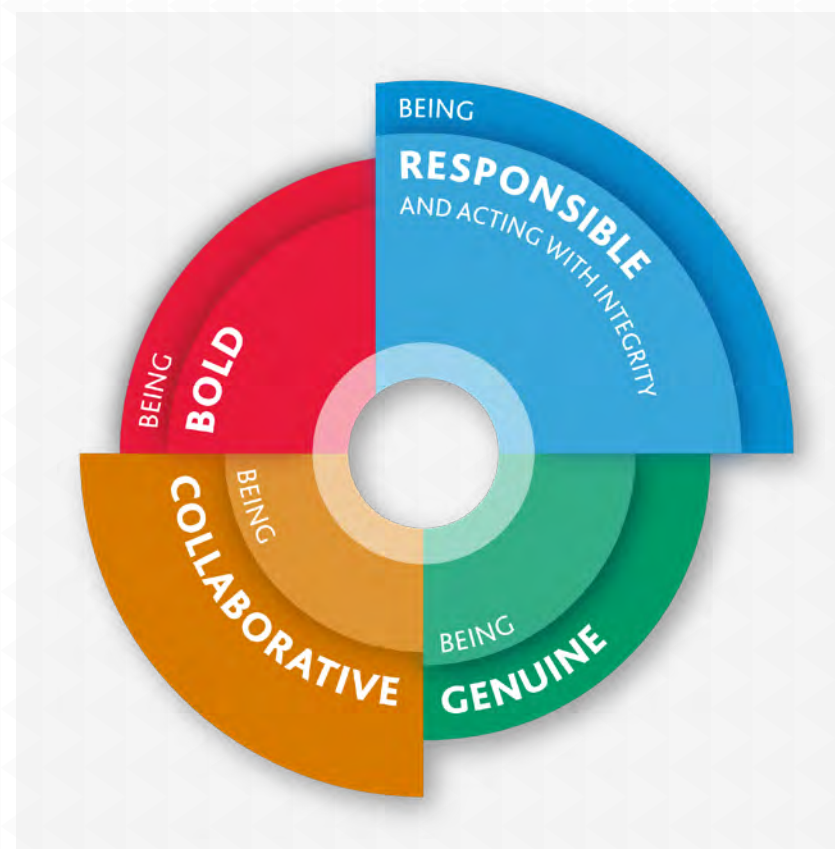 BEING
RESPONSIBLE
AND ACTING WITH INTEGRITY
BEING
BOLD
BEING
COLLABORATIVE
BEING
GENUINE